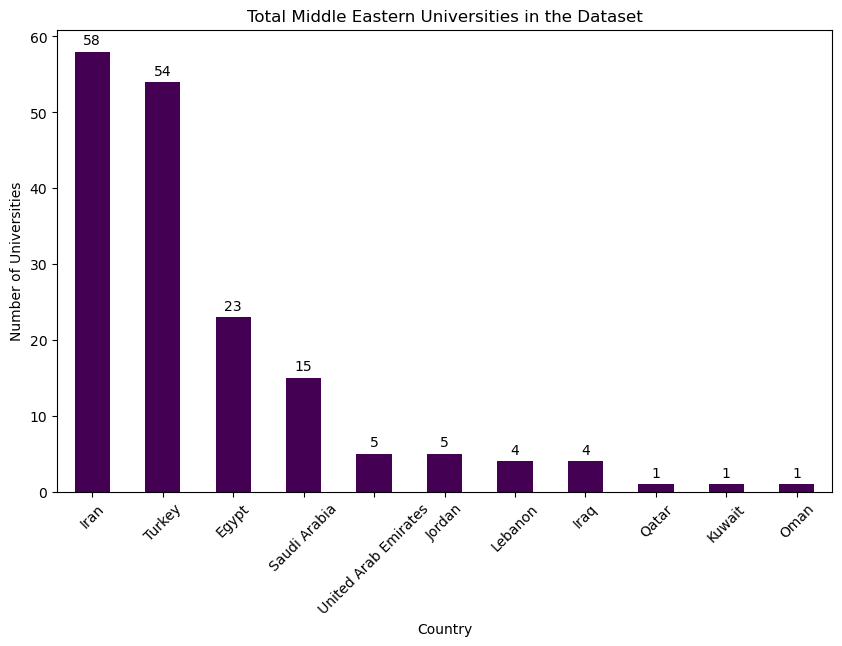 Total Middle Eastern Universities in the Dataset
Number of Universities
60
50
40
30
20
10
0
58
54
23
15
5
5
4
4
1
1
1
Iran
Turkey
Egypt
Saudi Arabia
United Arab Emirates
Jordan
Lebanon
Iraq
Qatar
Kuwait
Oman
Country